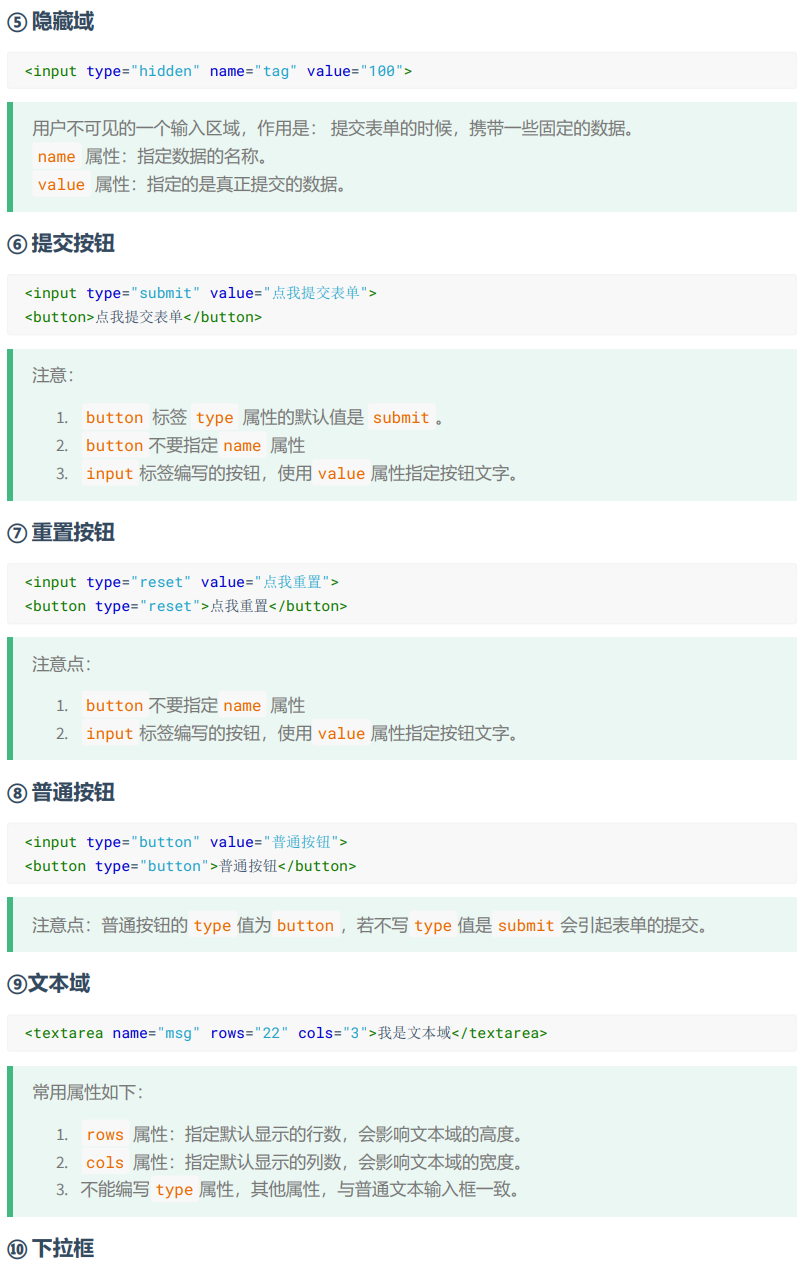 ⑤ 隐藏域
<input type="hidden" name="tag" value="100">
用户不可见的一个输入区域，作用是： 提交表单的时候，携带一些固定的数据。
name 属性：指定数据的名称。
value 属性：指定的是真正提交的数据。
⑥ 提交按钮
<input type="submit" value="点我提交表单">
<button>点我提交表单</button>
注意：
1. button 标签 type 属性的默认值是 submit 。
2. button 不要指定 name 属性
3. input 标签编写的按钮，使用 value 属性指定按钮文字。
⑦ 重置按钮
<input type="reset" value="点我重置">
<button type="reset">点我重置</button>
注意点：
1. button 不要指定 name 属性
2. input 标签编写的按钮，使用 value 属性指定按钮文字。
⑧ 普通按钮
<input type="button" value="普通按钮">
<button type="button">普通按钮</button>
注意点：普通按钮的 type 值为 button ，若不写 type 值是 submit 会引起表单的提交。
⑨文本域
<textarea name="msg" rows="22" cols="3">我是文本域</textarea>
常用属性如下：
1. rows 属性：指定默认显示的行数，会影响文本域的高度。
2. cols 属性：指定默认显示的列数，会影响文本域的宽度。
3. 不能编写 type 属性，其他属性，与普通文本输入框一致。
⑩ 下拉框